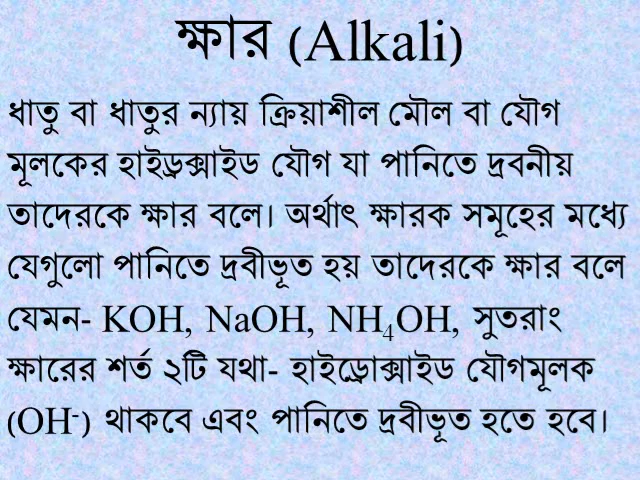 ক্ষার (Alkali)
ধাতু বা ধাতুর ন্যায় ক্রিয়াশীল মৌল বা যৌগ
মূলকের হাইড্রক্সাইড যৌগ যা পানিতে দ্রবনীয়
তাদেরকে ক্ষার বলে। অর্থাৎ ক্ষারক সমূহের মধ্যে
যেগুলো পানিতে দ্রবীভূত হয় তাদেরকে ক্ষার বলে
যেমন- KOH, NaOH, NH₄OH, সুতরাং
ক্ষারের শর্ত ২টি যথা- হাইড্রোক্সাইড যৌগমূলক
(OH⁻) থাকবে এবং পানিতে দ্রবীভূত হতে হবে।